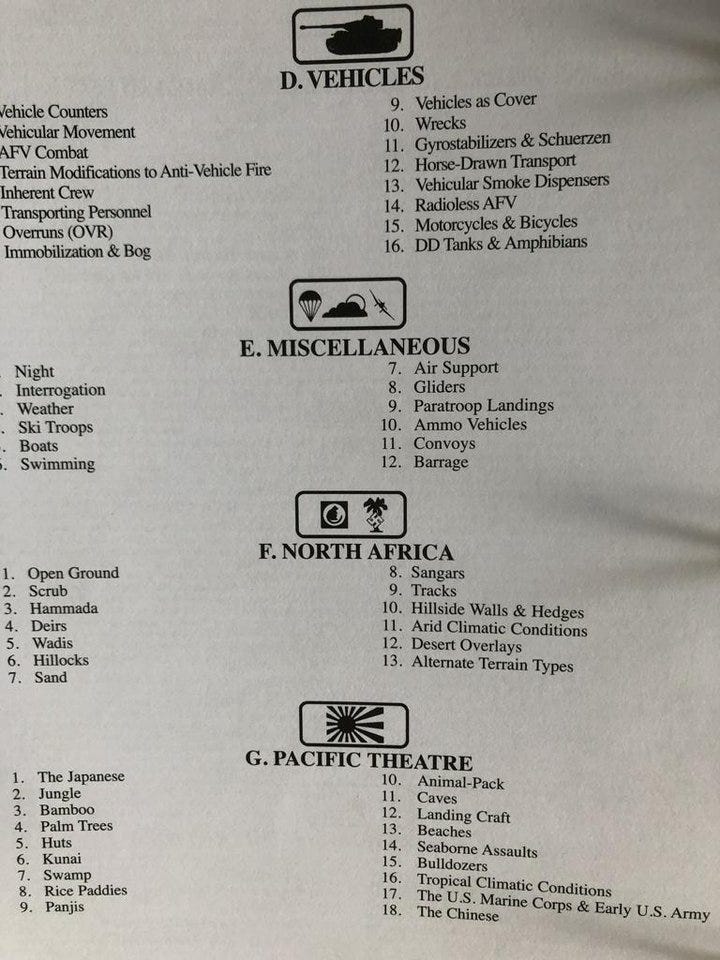 D. VEHICLES
Vehicle Counters
Vehicular Movement
AFV Combat
Terrain Modifications to Anti-Vehicle Fire
Inherent Crew
Transporting Personnel
Overruns (OVR)
Immobilization & Bog
9. Vehicles as Cover
10. Wrecks
11. Gyrostabilizers & Schuerzen
12. Horse-Drawn Transport
13. Vehicular Smoke Dispensers
14. Radioless AFV
15. Motorcycles & Bicycles
16. DD Tanks & Amphibians
E. MISCELLANEOUS
Night
. Interrogation
. Weather
. Ski Troops
. Boats
. Swimming
7. Air Support
8. Gliders
9. Paratroop Landings
10. Ammo Vehicles
11. Convoys
12. Barrage
F. NORTH AFRICA
1. Open Ground
2. Scrub
3. Hammada
4. Deirs
5. Wadis
6. Hillocks
7. Sand
8. Sangars
9. Tracks
10. Hillside Walls & Hedges
11. Arid Climatic Conditions
12. Desert Overlays
13. Alternate Terrain Types
G. PACIFIC THEATRE
1. The Japanese
2. Jungle
3. Bamboo
4. Palm Trees
5. Huts
6. Kunai
7. Swamp
8. Rice Paddies
9. Panjis
10. Animal-Pack
11. Caves
12. Landing Craft
13. Beaches
14. Seaborne Assaults
15. Bulldozers
16. Tropical Climatic Conditions
17. The U.S. Marine Corps & Early U.S. Army
18. The Chinese